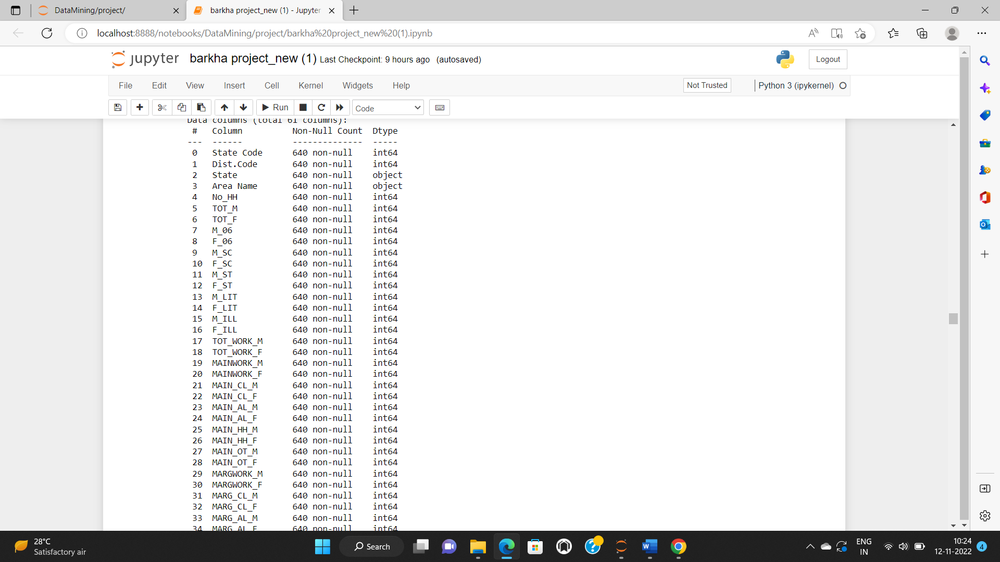 DataMining/project/
barkha project_new (1) - Jupyter
localhost:8888/notebooks/DataMining/project/barkha%20project_new%20(1).ipynb
jupyter barkha project_new (1) Last Checkpoint: 9 hours ago (autosaved)
Logout
File Edit View Insert Cell Kernel Widgets Help
Not Trusted
Python 3 (ipykernel)
Run
Code
Data columns (total 61 columns):
# Column Non-Null Count Dtype
--- ------ -------------- -----
0 State Code 640 non-null int64
1 Dist.Code 640 non-null int64
2 State 640 non-null object
3 Area Name 640 non-null object
4 No_HH 640 non-null int64
5 TOT_M 640 non-null int64
6 TOT_F 640 non-null int64
7 M_06 640 non-null int64
8 F_06 640 non-null int64
9 M_SC 640 non-null int64
10 F_SC 640 non-null int64
11 M_ST 640 non-null int64
12 F_ST 640 non-null int64
13 M_LIT 640 non-null int64
14 F_LIT 640 non-null int64
15 M_ILL 640 non-null int64
16 F_ILL 640 non-null int64
17 TOT_WORK_M 640 non-null int64
18 TOT_WORK_F 640 non-null int64
19 MAINWORK_M 640 non-null int64
20 MAINWORK_F 640 non-null int64
21 MAIN_CL_M 640 non-null int64
22 MAIN_CL_F 640 non-null int64
23 MAIN_AL_M 640 non-null int64
24 MAIN_AL_F 640 non-null int64
25 MAIN_HH_M 640 non-null int64
26 MAIN_HH_F 640 non-null int64
27 MAIN_OT_M 640 non-null int64
28 MAIN_OT_F 640 non-null int64
29 MARGWORK_M 640 non-null int64
30 MARGWORK_F 640 non-null int64
31 MARG_CL_M 640 non-null int64
32 MARG_CL_F 640 non-null int64
33 MARG_AL_M 640 non-null int64
34 MARG_AL_F 640 non-null int64
28°C
Satisfactory air
Search
ENG
IN
10:24
12-11-2022
4